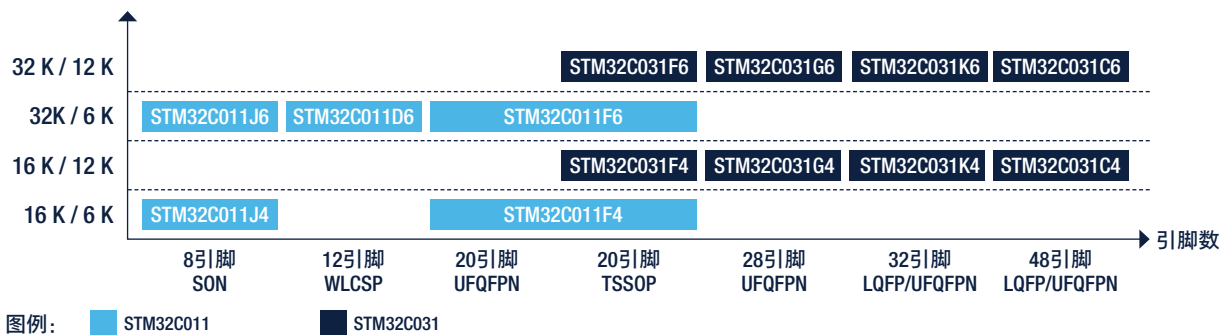 32 K / 12 K STM32C031F6 STM32C031G6 STM32C031K6 STM32C031C6
32K / 6 K STM32C011J6 STM32C011D6 STM32C011F6
16 K / 12 K STM32C031F4 STM32C031G4 STM32C031K4 STM32C031C4
16 K / 6 K STM32C011J4 STM32C011F4
引脚数
8引脚 12引脚 20引脚 20引脚 28引脚 32引脚 48引脚
SON WLCSP UFQFPN TSSOP UFQFPN LQFP/UFQFPN LQFP/UFQFPN
图例: STM32C011 STM32C031